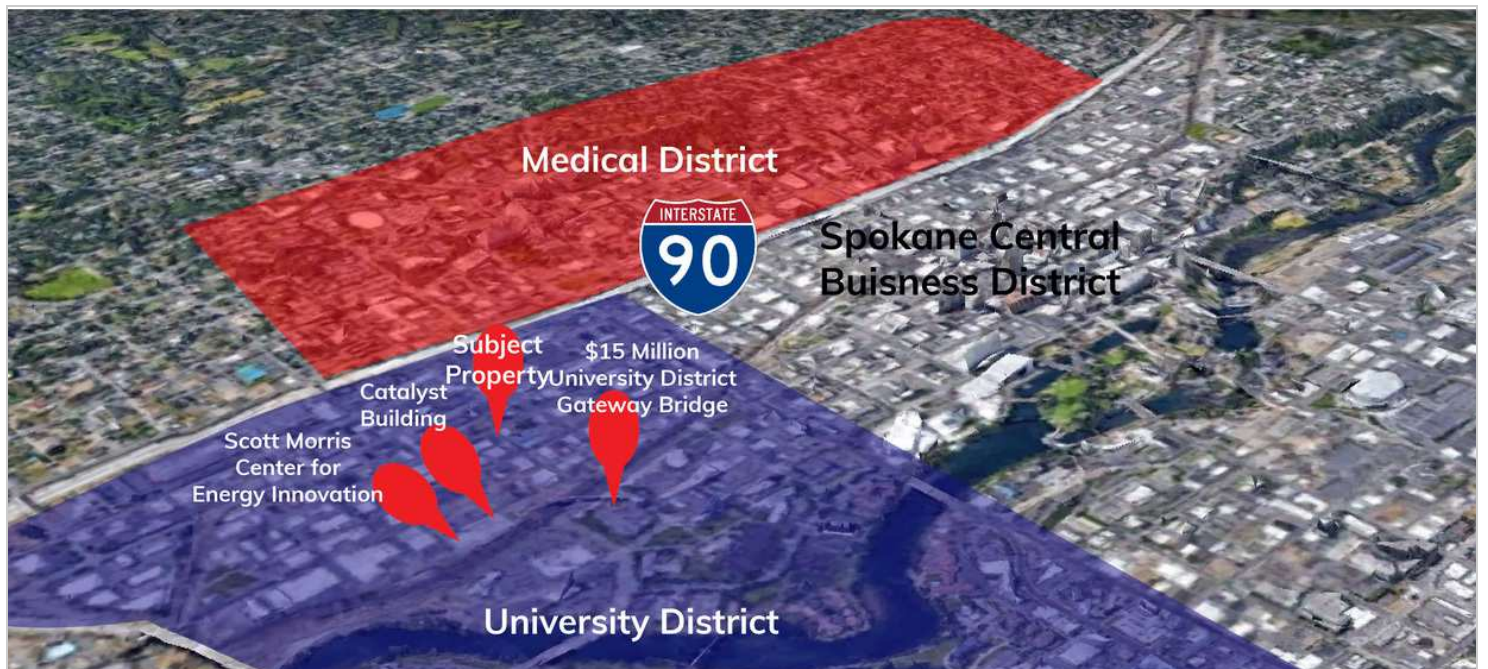 Medical District
INTERSTATE
90
Spokane Central
Buisness District
Subject
Property
$15 Million
University District
Gateway Bridge
Catalyst
Building
Scott Morris
Center for
Energy Innovation
University District